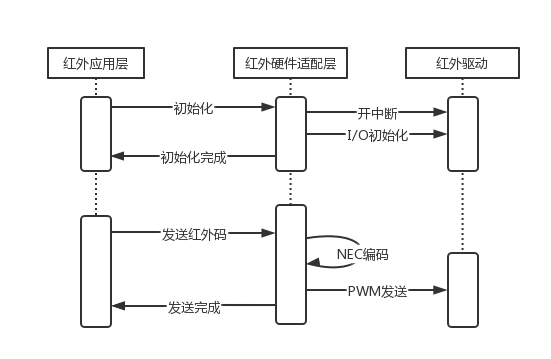 红外应用层
红外硬件适配层
红外驱动
初始化
开中断
I/O初始化
初始化完成
发送红外码
NEC编码
PWM发送
发送完成